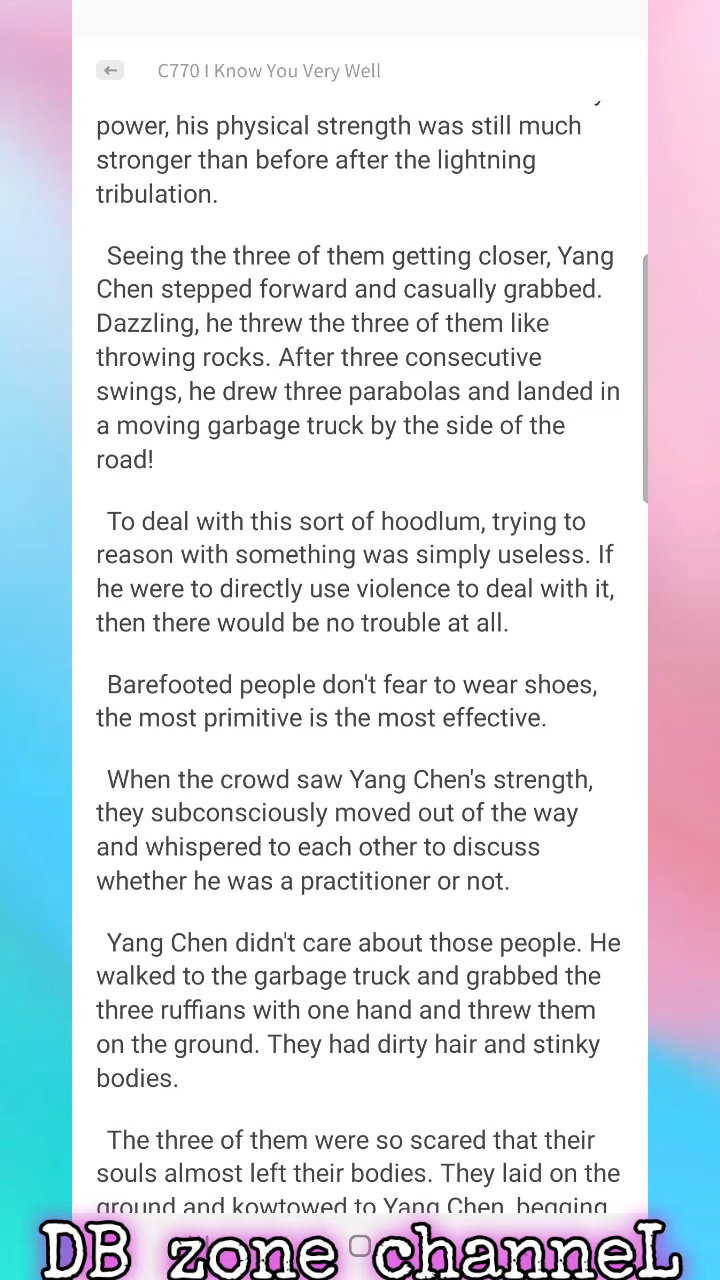 C770 I Know You Very Well
power, his physical strength was still much
stronger than before after the lightning
tribulation.
Seeing the three of them getting closer, Yang
Chen stepped forward and casually grabbed.
Dazzling, he threw the three of them like
throwing rocks. After three consecutive
swings, he drew three parabolas and landed in
a moving garbage truck by the side of the
road!
To deal with this sort of hoodlum, trying to
reason with something was simply useless. If
he were to directly use violence to deal with it,
then there would be no trouble at all.
Barefooted people don't fear to wear shoes,
the most primitive is the most effective.
When the crowd saw Yang Chen's strength,
they subconsciously moved out of the way
and whispered to each other to discuss
whether he was a practitioner or not.
Yang Chen didn't care about those people. He
walked to the garbage truck and grabbed the
three ruffians with one hand and threw them
on the ground. They had dirty hair and stinky
bodies.
The three of them were so scared that their
souls almost left their bodies. They laid on the
ground and kowtowed to Yang Chen, begging
DB zone channeL